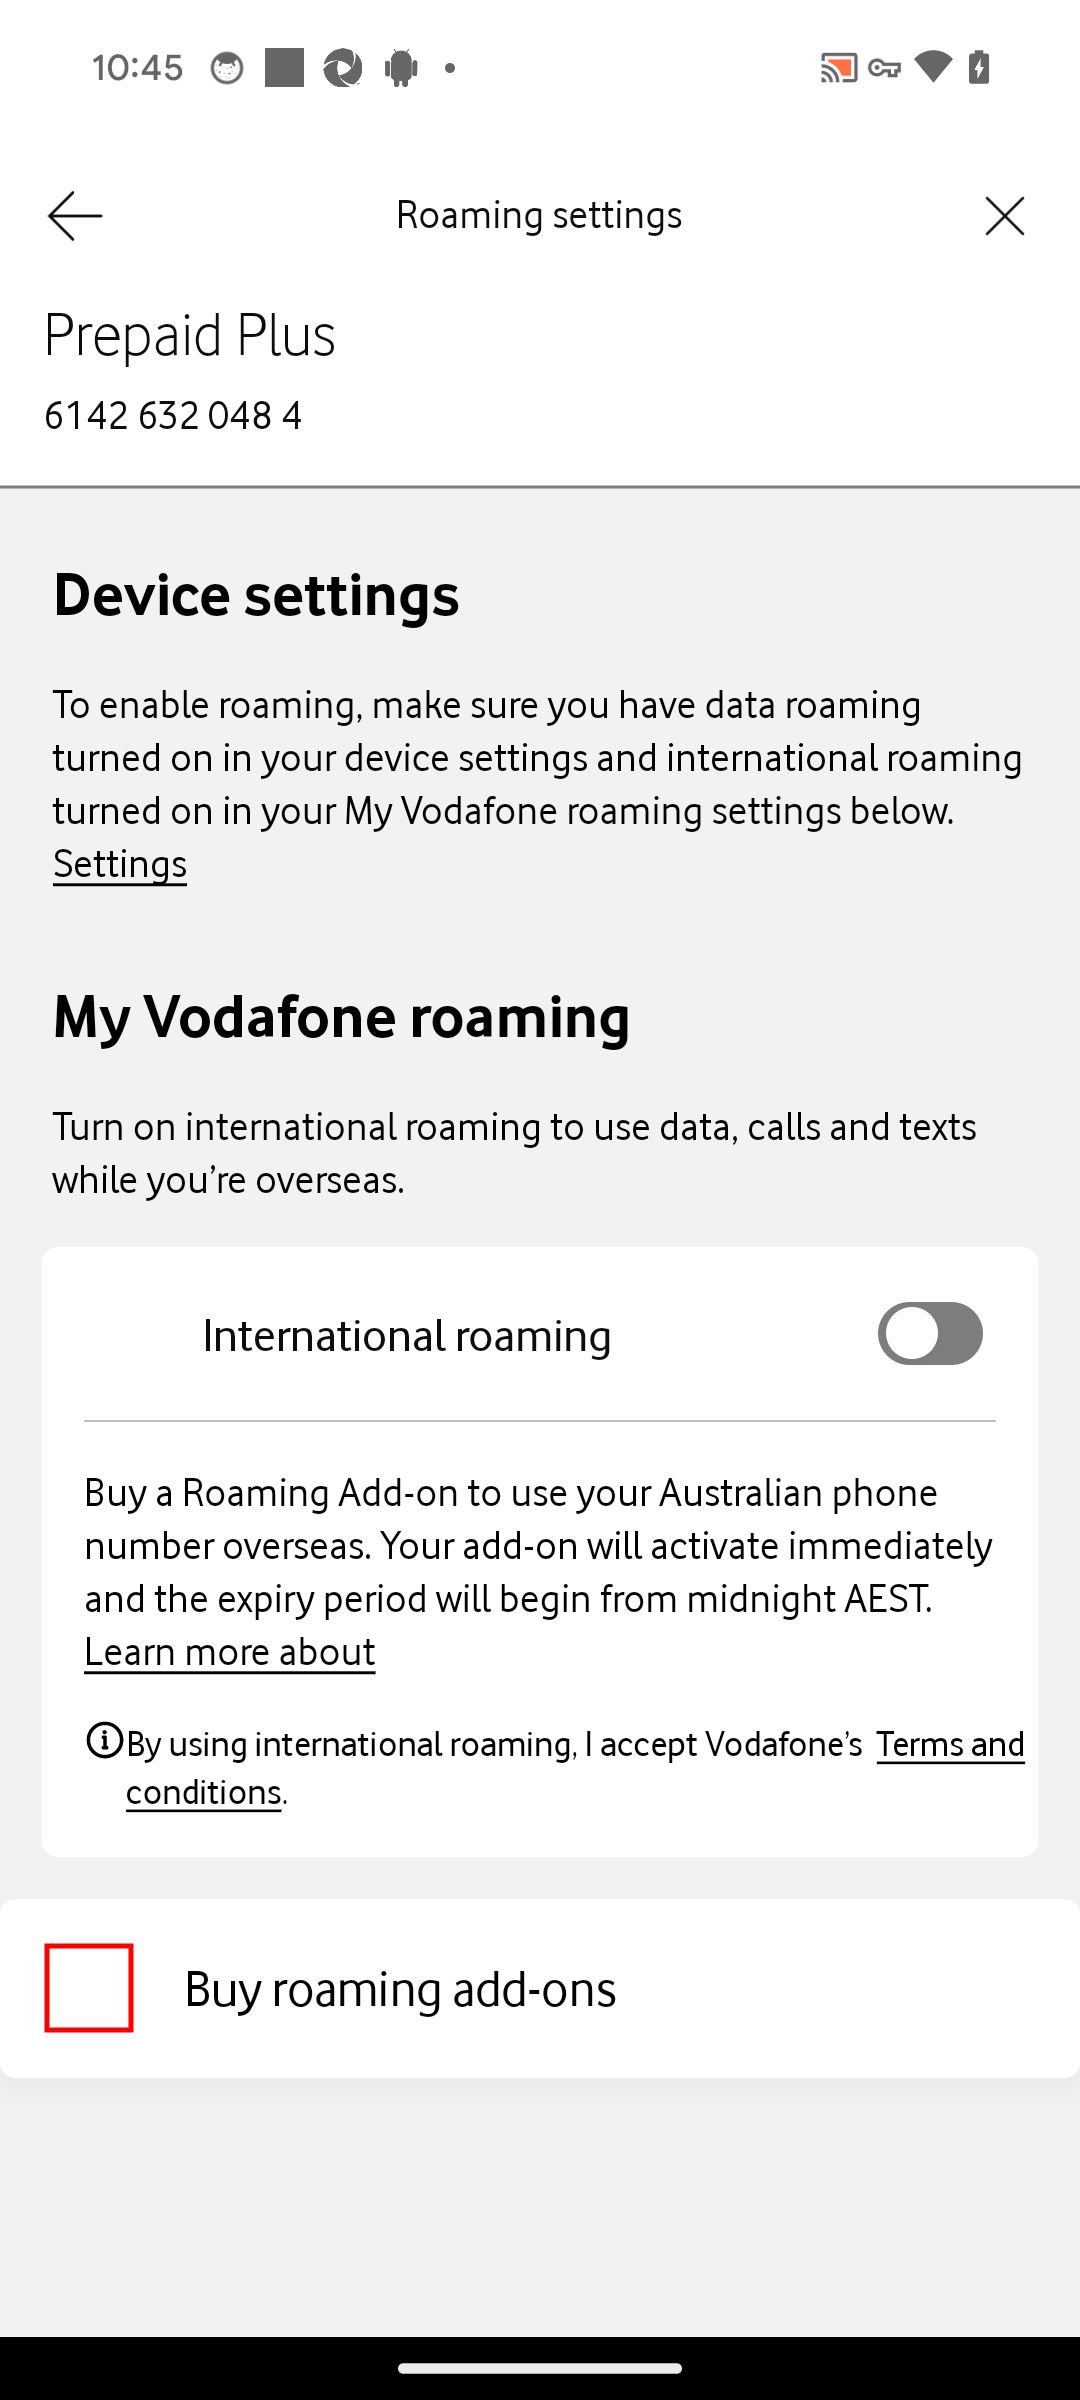 10:45
Roaming settings
Prepaid Plus
6142 632 048 4
Device settings
To enable roaming, make sure you have data roaming
turned on in your device settings and international roaming
turned on in your My Vodafone roaming settings below.
Settings
My Vodafone roaming
Turn on international roaming to use data, calls and texts
while you’re overseas.
International roaming
Buy a Roaming Add-on to use your Australian phone
number overseas. Your add-on will activate immediately
and the expiry period will begin from midnight AEST.
Learn more about
By using international roaming, I accept Vodafone’s Terms and
conditions.
Buy roaming add-ons